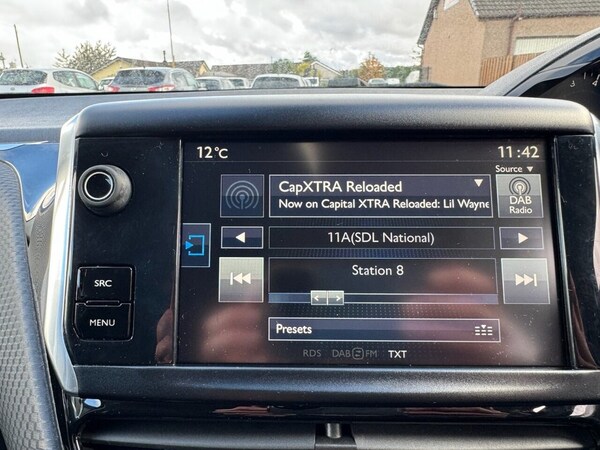 12°C
11:42
Source ▼
CapXTRA Reloaded
Now on Capital XTRA Reloaded: Lil Wayne
DAB
Radio
11A(SDL National)
Station 8
SRC
MENU
Presets
RDS DAB FM TXT